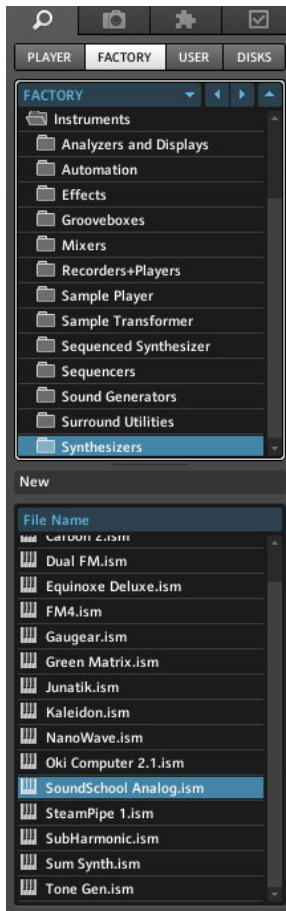 PLAYER FACTORY USER DISKS
FACTORY
Instruments
Analyzers and Displays
Automation
Effects
Grooveboxes
Mixers
Recorders+Players
Sample Player
Sample Transformer
Sequenced Synthesizer
Sequencers
Sound Generators
Surround Utilities
Synthesizers
New
File Name
Carbon 2.ism
Dual FM.ism
Equinoxe Deluxe.ism
FM4.ism
Gaugear.ism
Green Matrix.ism
Junatik.ism
Kaleidon.ism
NanoWave.ism
Oki Computer 2.1.ism
SoundSchool Analog.ism
SteamPipe 1.ism
SubHarmonic.ism
Sum Synth.ism
Tone Gen.ism